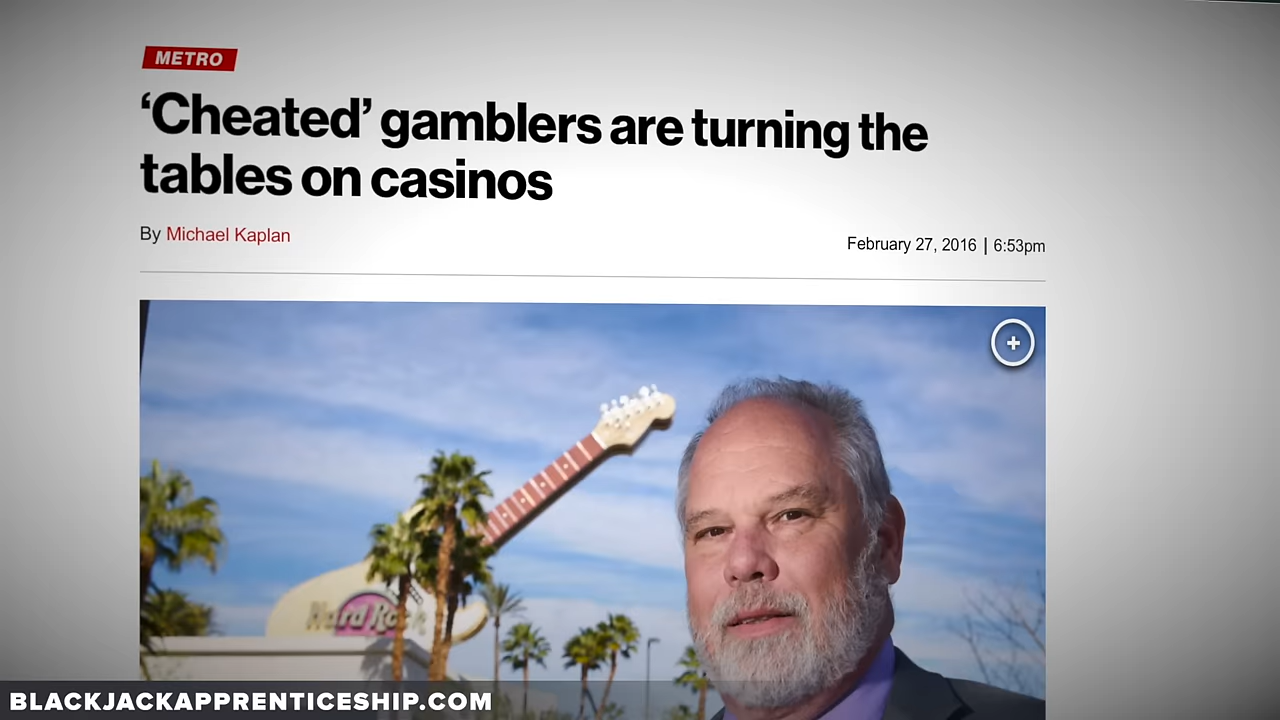 METRO
‘Cheated’ gamblers are turning the
tables on casinos
By Michael Kaplan
February 27, 2016 | 6:53pm
Hard Rock
BLACKJACKAPPRENTICESHIP.COM